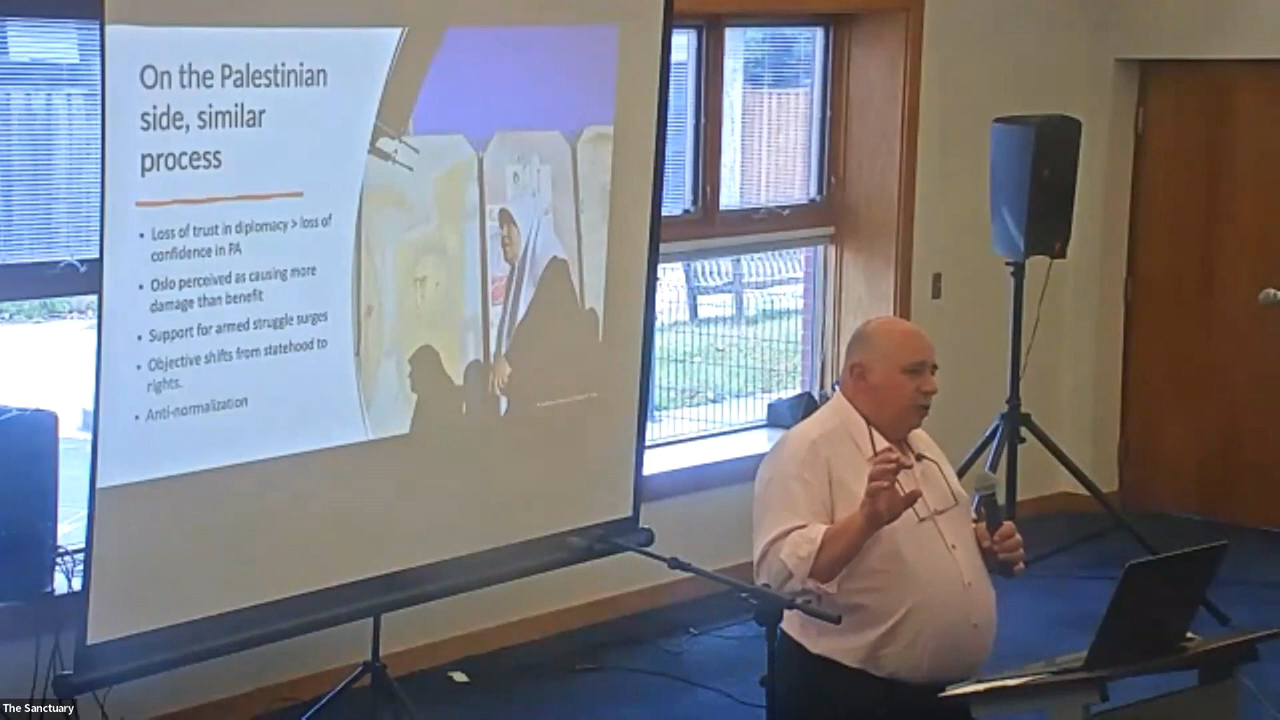 On the Palestinian
side, similar
process
• Loss of trust in diplomacy > loss of
confidence in PA
• Oslo perceived as causing more
damage than benefit
• Support for armed struggle surges
• Objective shifts from statehood to
rights.
• Anti-normalization
The Sanctuary